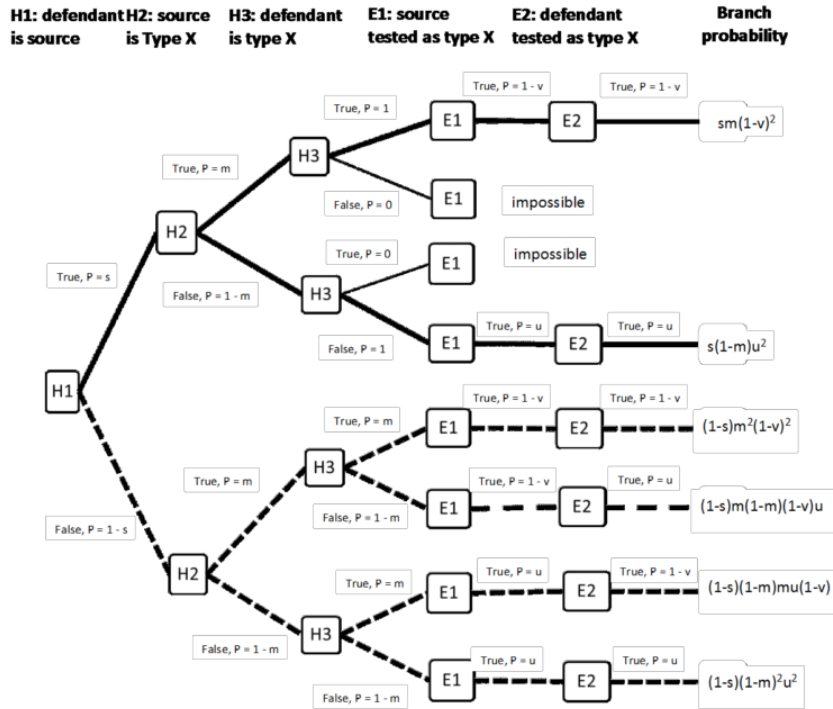 H1: defendant H2: source H3: defendant E1: source E2: defendant Branch
is source is Type X is type X tested as type X tested as type X probability
True, P = 1 - v True, P = 1 - v
True, P = 1 E1 E2 sm(1-v)²
H3
True, P = m
False, P = 0 E1 impossible
H2
True, P = 0 E1 impossible
True, P = s
False, P = 1 - m H3
True, P = u True, P = u
False, P = 1 E1 E2 s(1-m)u²
H1
True, P = 1 - v True, P = 1 - v
True, P = m E1 E2 (1-s)m²(1-v)²
H3
True, P = m
True, P = 1 - v True, P = u
False, P = 1 - m E1 E2 (1-s)m(1-m)(1-v)u
False, P = 1 - s
H2
True, P = u True, P = 1 - v
True, P = m E1 E2 (1-s)(1-m)mu(1-v)
H3
False, P = 1 - m
True, P = u True, P = u
False, P = 1 - m E1 E2 (1-s)(1-m)²u²